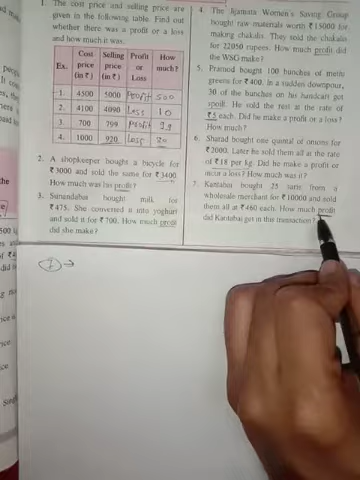 1. The cost price and selling price are
given in the following table. Find out
whether there was a profit or a loss
and how much it was.
Ex. Cost price (in ₹) Selling price (in ₹) Profit or Loss How much?
1. 4500 5000 Profit 500
2. 4100 4090 Loss 10
3. 700 799 Profit 99
4. 1000 920 Loss
2. A shopkeeper bought a bicycle for
₹3000 and sold the same for ₹3400
How much was his profit?
3. Sunandabai bought milk for
₹475. She converted it into yoghurt
and sold it for ₹700. How much profit
did she make?
4. The Jijamata Women's Saving Group
bought raw materials worth ₹15000 for
making chakalis. They sold the chakalis
for 22050 rupees. How much profit did
the WSG make?
5. Pramod bought 100 bunches of methi
greens for ₹400. In a sudden downpour,
30 of the bunches on his handcart got
spoilt. He sold the rest at the rate of
₹5 each. Did he make a profit or a loss?
How much?
6. Sharad bought one quintal of onions for
₹2000. Later he sold them all at the rate
of ₹18 per kg. Did he make a profit or
incur a loss? How much was it?
7. Kantabai bought 25 saris from a
wholesale merchant for ₹10000 and sold
them all at ₹460 each. How much profit
did Kantabai get in this transaction?
7 →